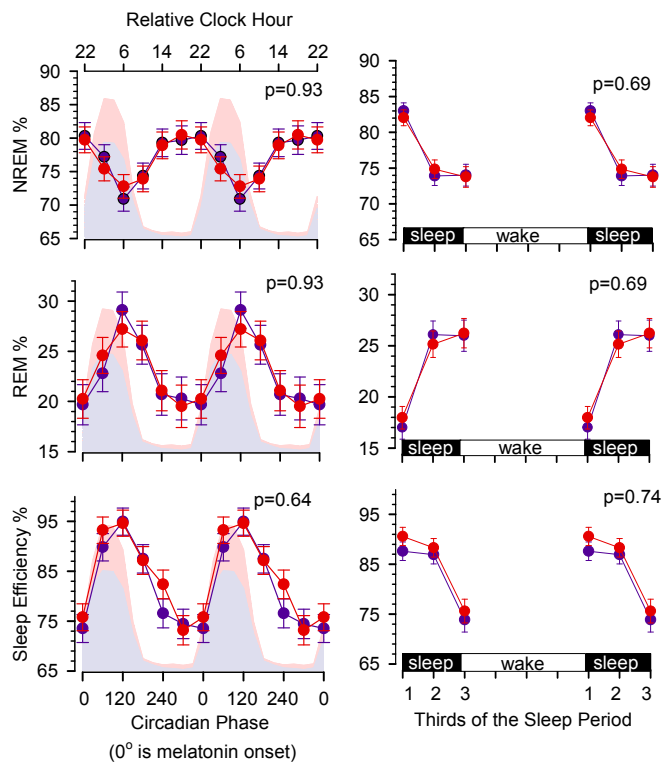 Relative Clock Hour
22 6 14 22 6 14 22
90
85
80
75
70
65
NREM %
p=0.93
90
85
80
75
70
65
p=0.69
sleep wake sleep
30
25
20
15
REM %
p=0.93
30
25
20
15
p=0.69
sleep wake sleep
95
85
75
65
Sleep Efficiency %
p=0.64
0 120 240 0 120 240 0
Circadian Phase
(0° is melatonin onset)
95
85
75
65
p=0.74
sleep wake sleep
1 2 3 1 2 3
Thirds of the Sleep Period